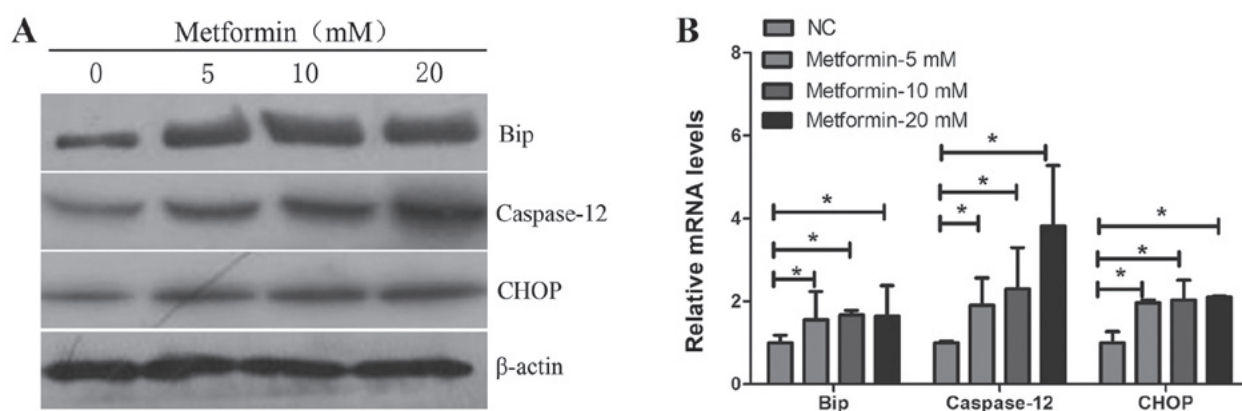 A
Metformin（mM）
0 5 10 20
Bip
Caspase-12
CHOP
β-actin
B
NC
Metformin-5 mM
Metformin-10 mM
Metformin-20 mM
Relative mRNA levels
8
6
4
2
0
* * *
* * *
* * *
Bip Caspase-12 CHOP